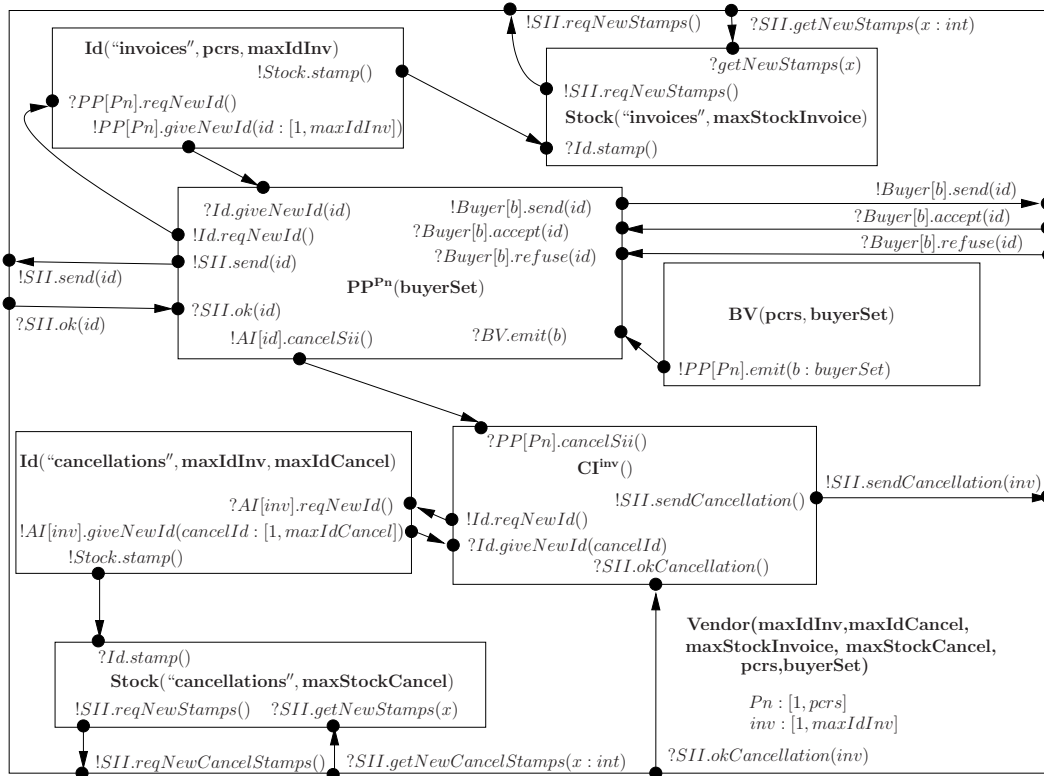 !SII.reqNewStamps()
?SII.getNewStamps(x : int)
Id(“invoices”, pcrs, maxIdInv)
!Stock.stamp()
?PP[Pn].reqNewId()
!PP[Pn].giveNewId(id : [1, maxIdInv])
?getNewStamps(x)
!SII.reqNewStamps()
Stock(“invoices”, maxStockInvoice)
?Id.stamp()
?Id.giveNewId(id)
!Id.reqNewId()
!SII.send(id)
PP^Pn(buyerSet)
?SII.ok(id)
!AI[id].cancelSii()
!Buyer[b].send(id)
?Buyer[b].accept(id)
?Buyer[b].refuse(id)
?BV.emit(b)
!Buyer[b].send(id)
?Buyer[b].accept(id)
?Buyer[b].refuse(id)
!SII.send(id)
?SII.ok(id)
BV(pcrs, buyerSet)
!PP[Pn].emit(b : buyerSet)
Id(“cancellations”, maxIdInv, maxIdCancel)
?AI[inv].reqNewId()
!AI[inv].giveNewId(cancelId : [1, maxIdCancel])
!Stock.stamp()
?PP[Pn].cancelSii()
CI^inv()
!SII.sendCancellation()
!Id.reqNewId()
?Id.giveNewId(cancelId)
?SII.okCancellation()
!SII.sendCancellation(inv)
?Id.stamp()
Stock(“cancellations”, maxStockCancel)
!SII.reqNewStamps()
?SII.getNewStamps(x)
Vendor(maxIdInv,maxIdCancel,
maxStockInvoice, maxStockCancel,
pcrs,buyerSet)
Pn : [1, pcrs]
inv : [1, maxIdInv]
!SII.reqNewCancelStamps()
?SII.getNewCancelStamps(x : int)
?SII.okCancellation(inv)